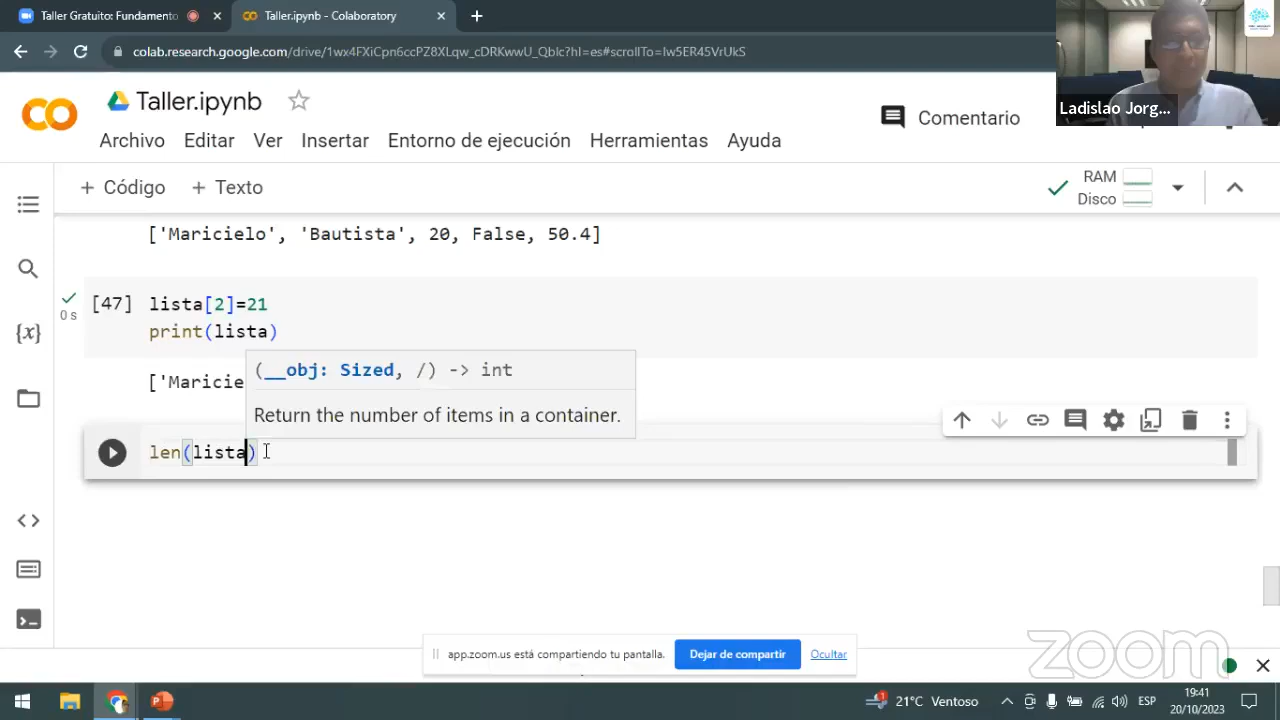 Taller Gratuito: Fundamento
Taller.ipynb - Colaboratory
colab.research.google.com/drive/1wx4FXiCpn6ccPZ8XLqw_cDRKwwU_QbIc?hl=es#scrollTo=Iw5ER45VrUkS
Taller.ipynb
Archivo Editar Ver Insertar Entorno de ejecución Herramientas Ayuda
Comentario
Ladislao Jorg...
+ Código + Texto
RAM
Disco
['Maricielo', 'Bautista', 20, False, 50.4]
[47] lista[2]=21
0 s
print(lista)
(__obj: Sized, /) -> int
['Maricie
Return the number of items in a container.
len(lista)
app.zoom.us está compartiendo tu pantalla. Dejar de compartir Ocultar
zoom
21°C Ventoso
ESP
19:41
20/10/2023